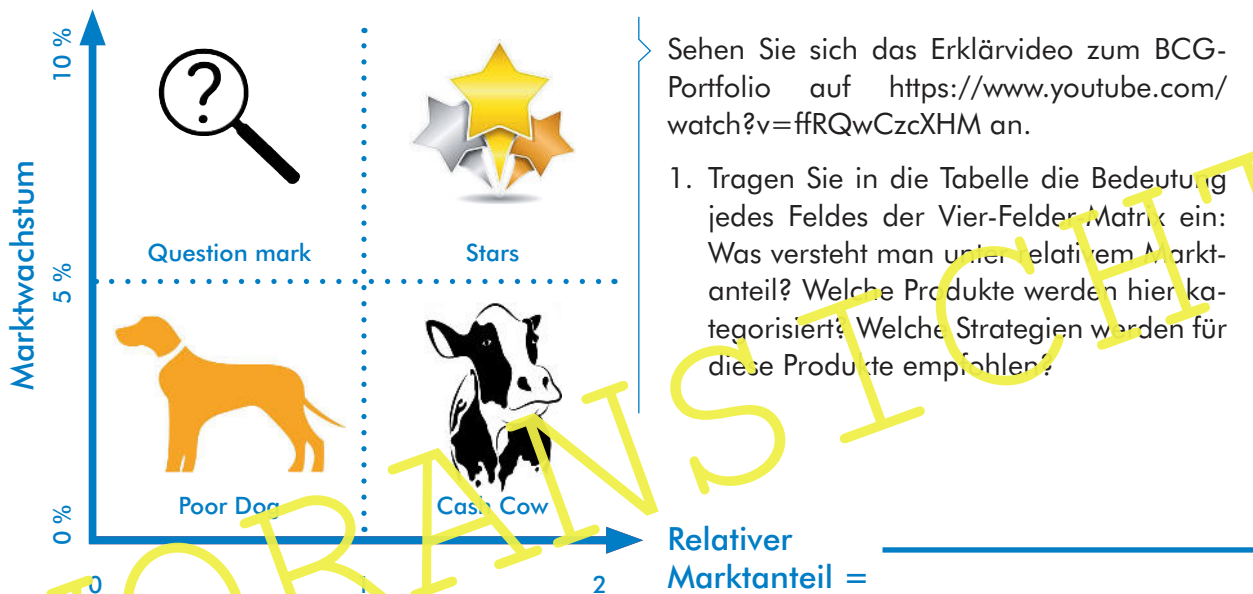 10 %
Marktwachstum
5 %
0 %
?
Question mark
Stars
Poor Dog
Cash Cow
0
1
2
Sehen Sie sich das Erklärvideo zum BCG-
Portfolio auf https://www.youtube.com/
watch?v=ffRQwCzcXHM an.
1. Tragen Sie in die Tabelle die Bedeutung
jedes Feldes der Vier-Felder-Matrix ein:
Was versteht man unter relativem Markt-
anteil? Welche Produkte werden hier ka-
tegorisiert? Welche Strategien werden für
diese Produkte empfohlen?
Relativer
Marktanteil =
ORANSICHT